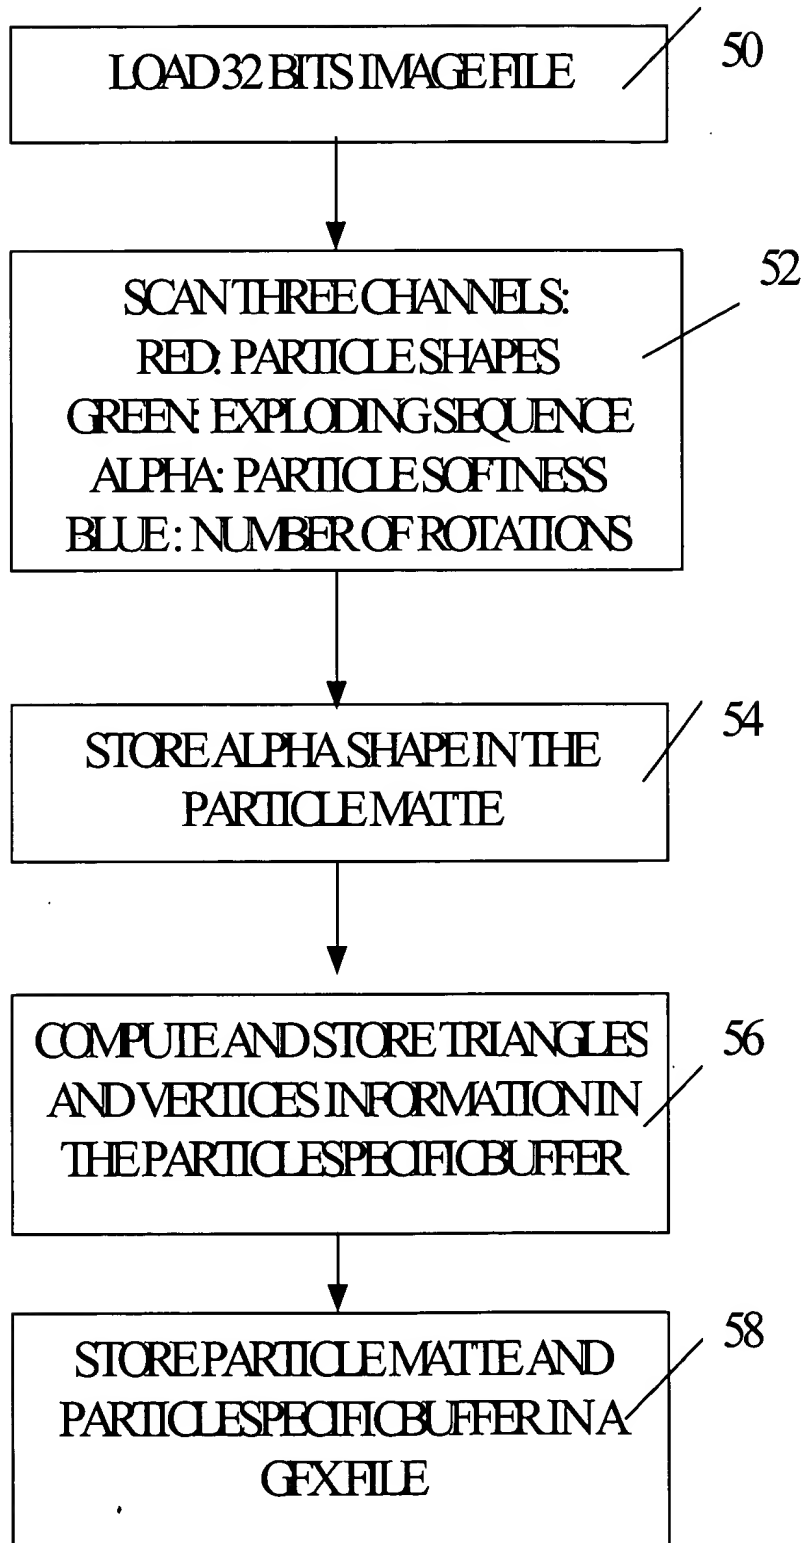 LOAD 32 BITS IMAGE FILE
50
SCAN THREE CHANNELS:
RED: PARTICLE SHAPES
GREEN: EXPLODING SEQUENCE
ALPHA: PARTICLE SOFTNESS
BLUE : NUMBER OF ROTATIONS
52
STORE ALPHA SHAPE IN THE
PARTICLE MATTE
54
COMPUTE AND STORE TRIANGLES
AND VERTICES INFORMATION IN
THE PARTICLE SPECIFIC BUFFER
56
STORE PARTICLE MATTE AND
PARTICLE SPECIFIC BUFFER IN A
GFX FILE
58